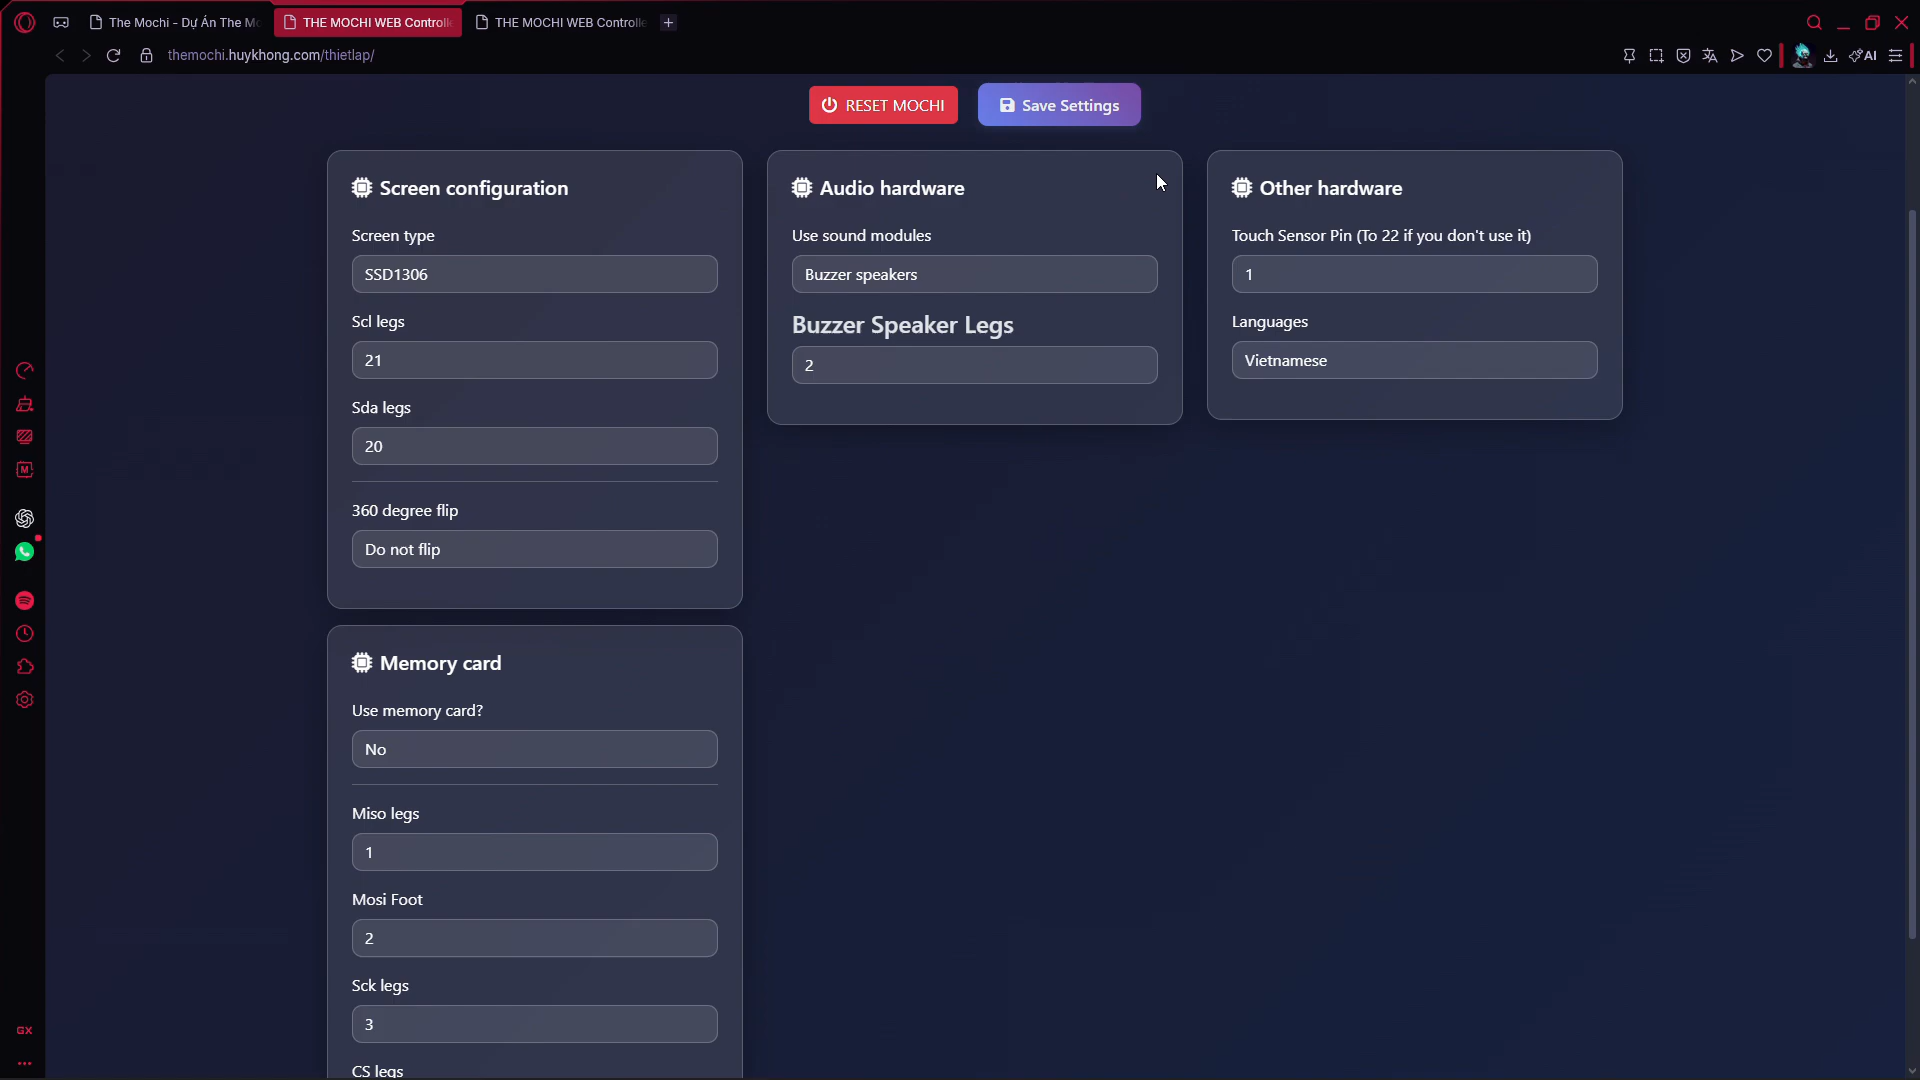 The Mochi - Dự Án The M
THE MOCHI WEB Controll
THE MOCHI WEB Controlle
themochi.huykhong.com/thietlap/
AI
RESET MOCHI
Save Settings
Screen configuration
Screen type
SSD1306
Scl legs
21
Sda legs
20
360 degree flip
Do not flip
Audio hardware
Use sound modules
Buzzer speakers
Buzzer Speaker Legs
2
Other hardware
Touch Sensor Pin (To 22 if you don't use it)
1
Languages
Vietnamese
Memory card
Use memory card?
No
Miso legs
1
Mosi Foot
2
Sck legs
3
CS legs
M
GX